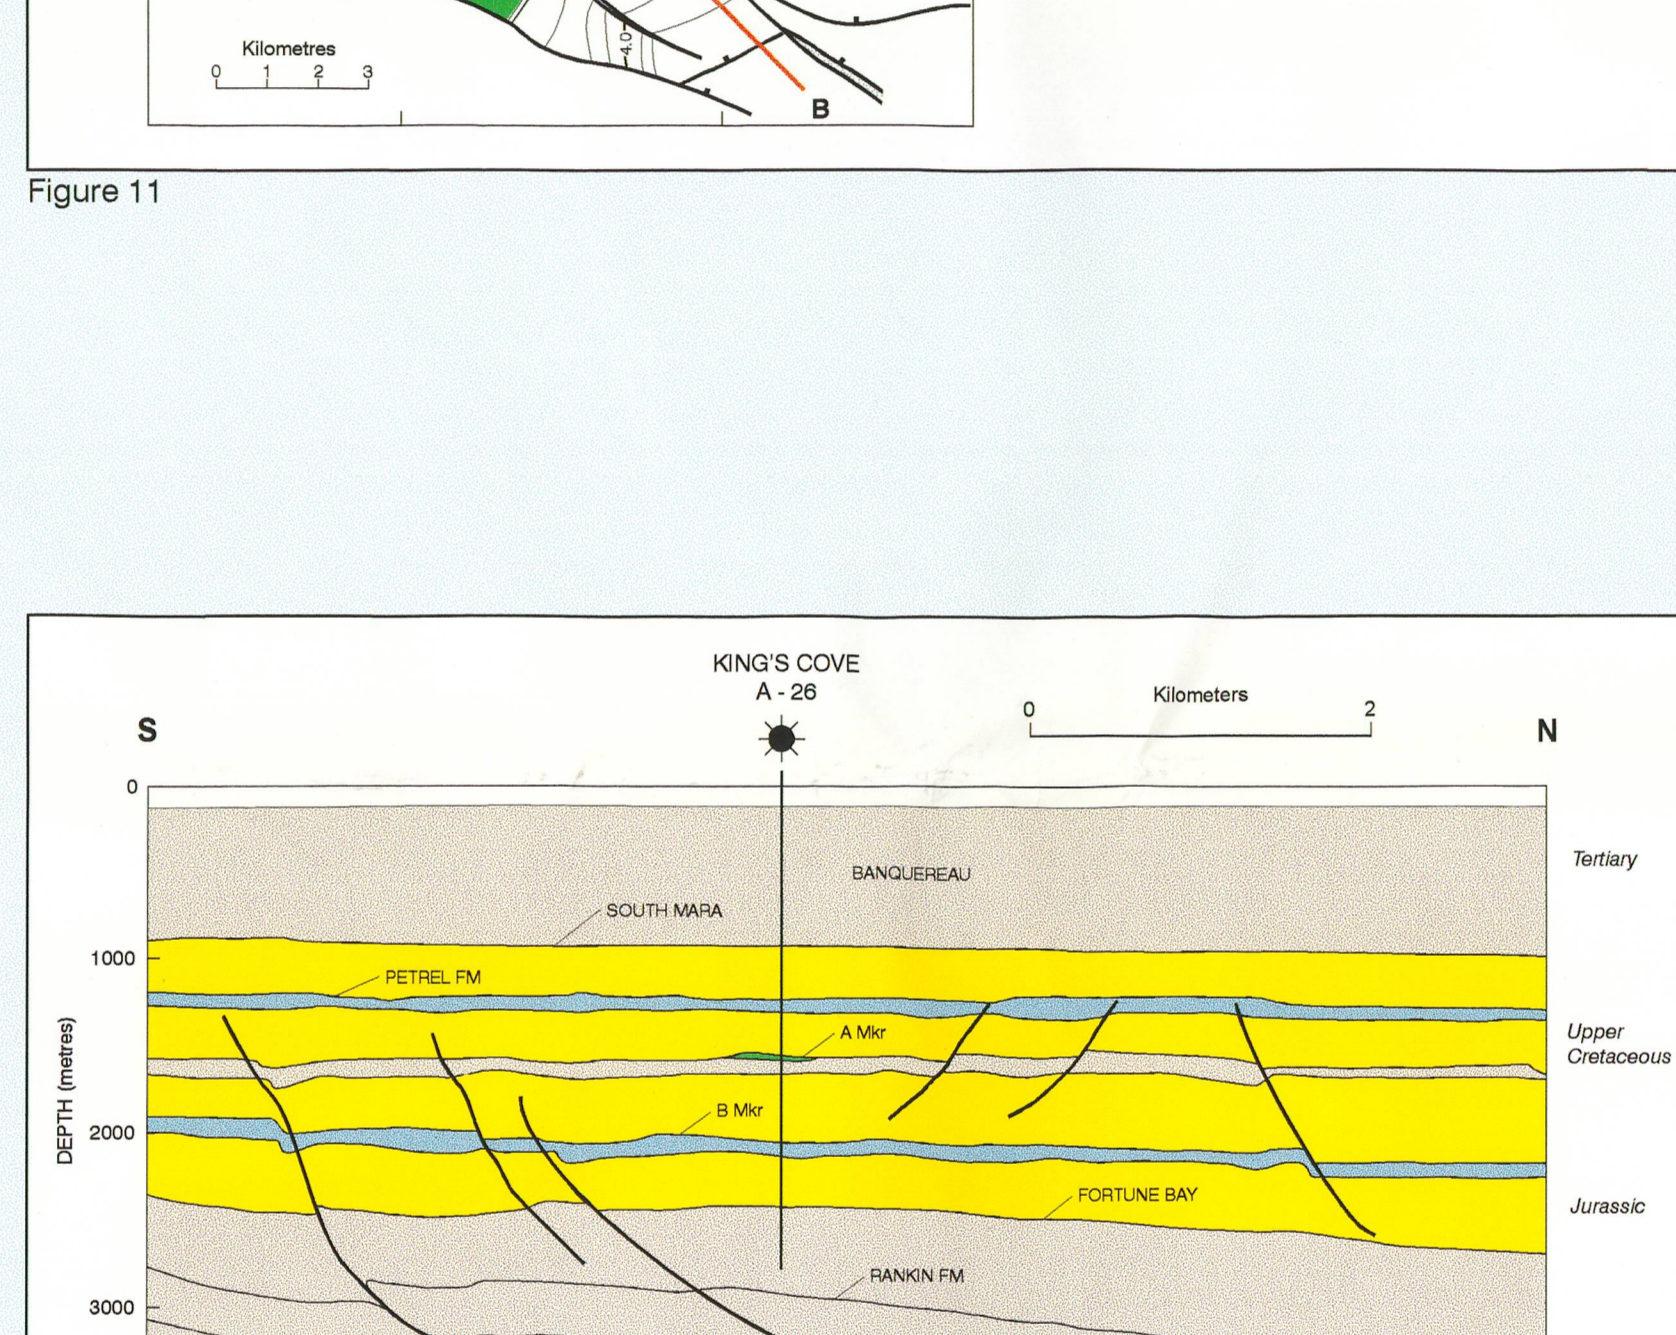 Kilometres
0 1 2 3
-4.0-
B
Figure 11
KING'S COVE
A - 26
Kilometers
0 2
S
N
0
BANQUEREAU
Tertiary
SOUTH MARA
1000
PETREL FM
A Mkr
Upper
Cretaceous
DEPTH (metres)
B Mkr
2000
FORTUNE BAY
Jurassic
RANKIN FM
3000